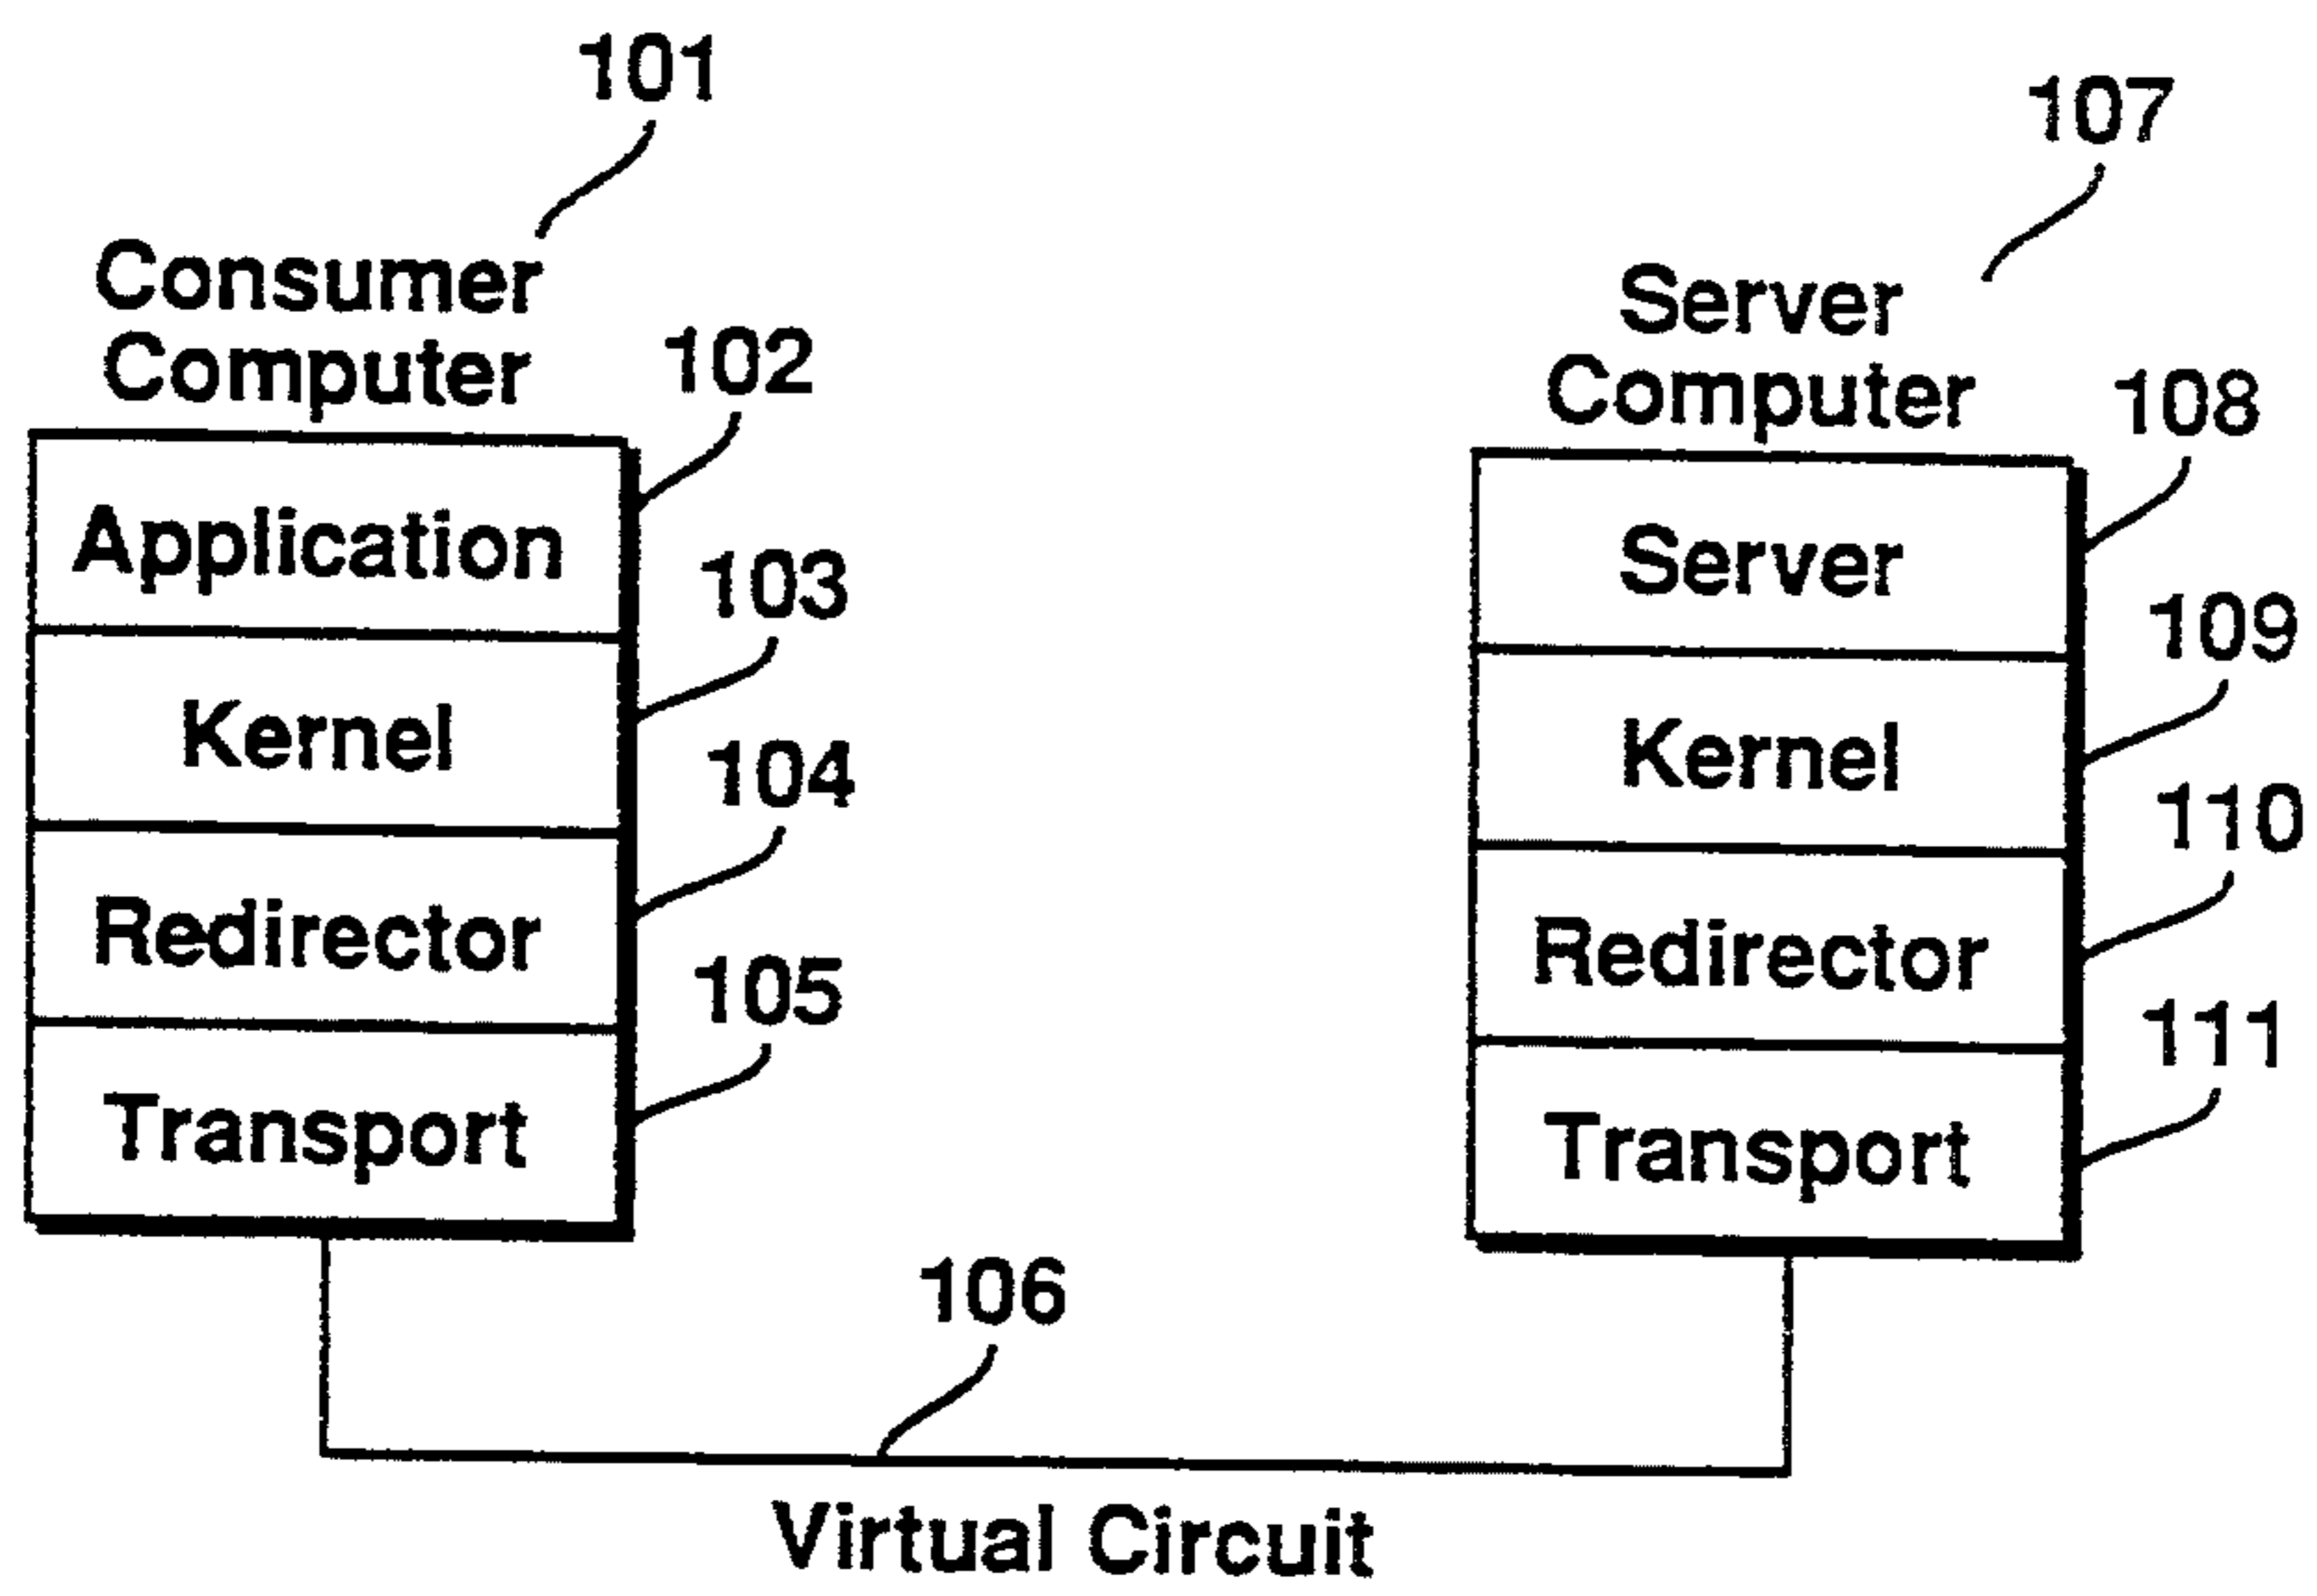 101
Consumer
Computer
102
Application
103
Kernel
104
Redirector
105
Transport
106
Virtual Circuit
107
Server
Computer
108
Server
109
Kernel
110
Redirector
111
Transport